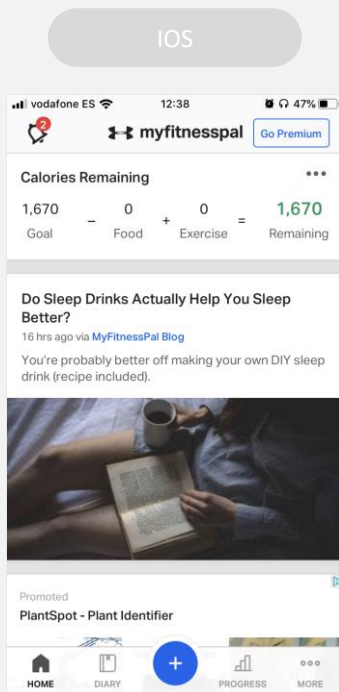 IOS
vodafone ES 12:38 47%
2
myfitnesspal Go Premium
Calories Remaining
1,670 – 0 + 0 = 1,670
Goal Food Exercise Remaining
Do Sleep Drinks Actually Help You Sleep
Better?
16 hrs ago via MyFitnessPal Blog
You're probably better off making your own DIY sleep
drink (recipe included).
Promoted
PlantSpot - Plant Identifier
+
HOME DIARY PROGRESS MORE